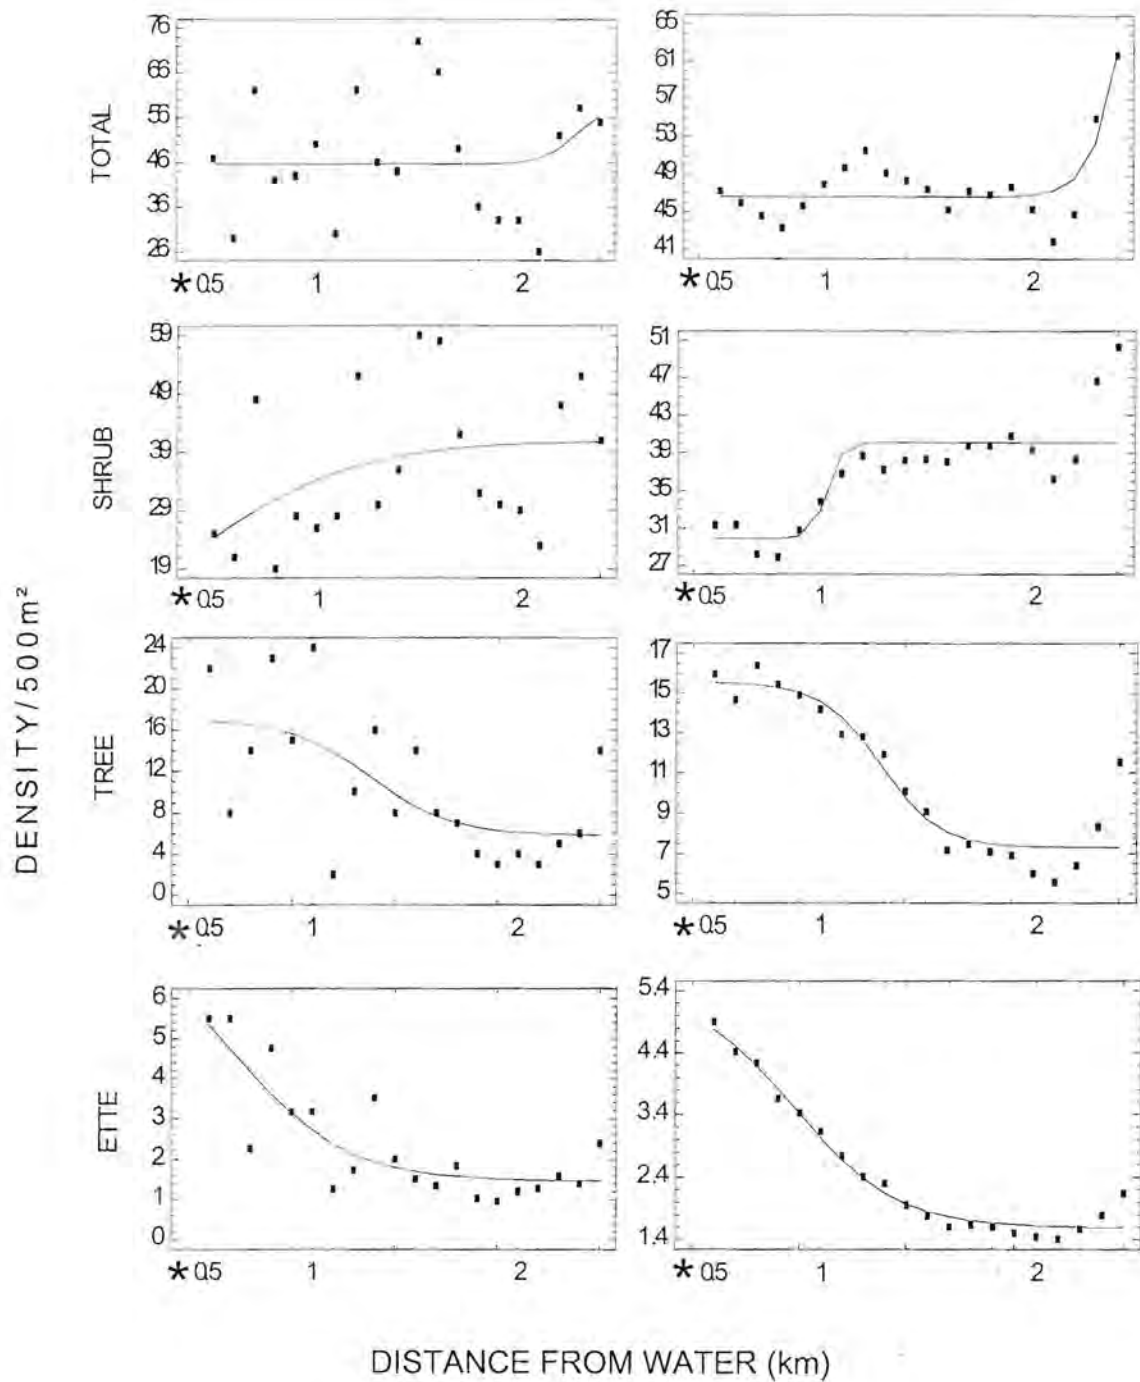 76 66 56 46 36 26
TOTAL
* 0.5 1 2
65 61 57 53 49 45 41
* 0.5 1 2
59 49 39 29 19
SHRUB
* 0.5 1 2
51 47 43 39 35 31 27
* 0.5 1 2
24 20 16 12 8 4 0
TREE
* 0.5 1 2
17 15 13 11 9 7 5
* 0.5 1 2
6 5 4 3 2 1 0
ETTE
* 0.5 1 2
5.4 4.4 3.4 2.4 1.4
* 0.5 1 2
DENSITY/500m²
DISTANCE FROM WATER (km)